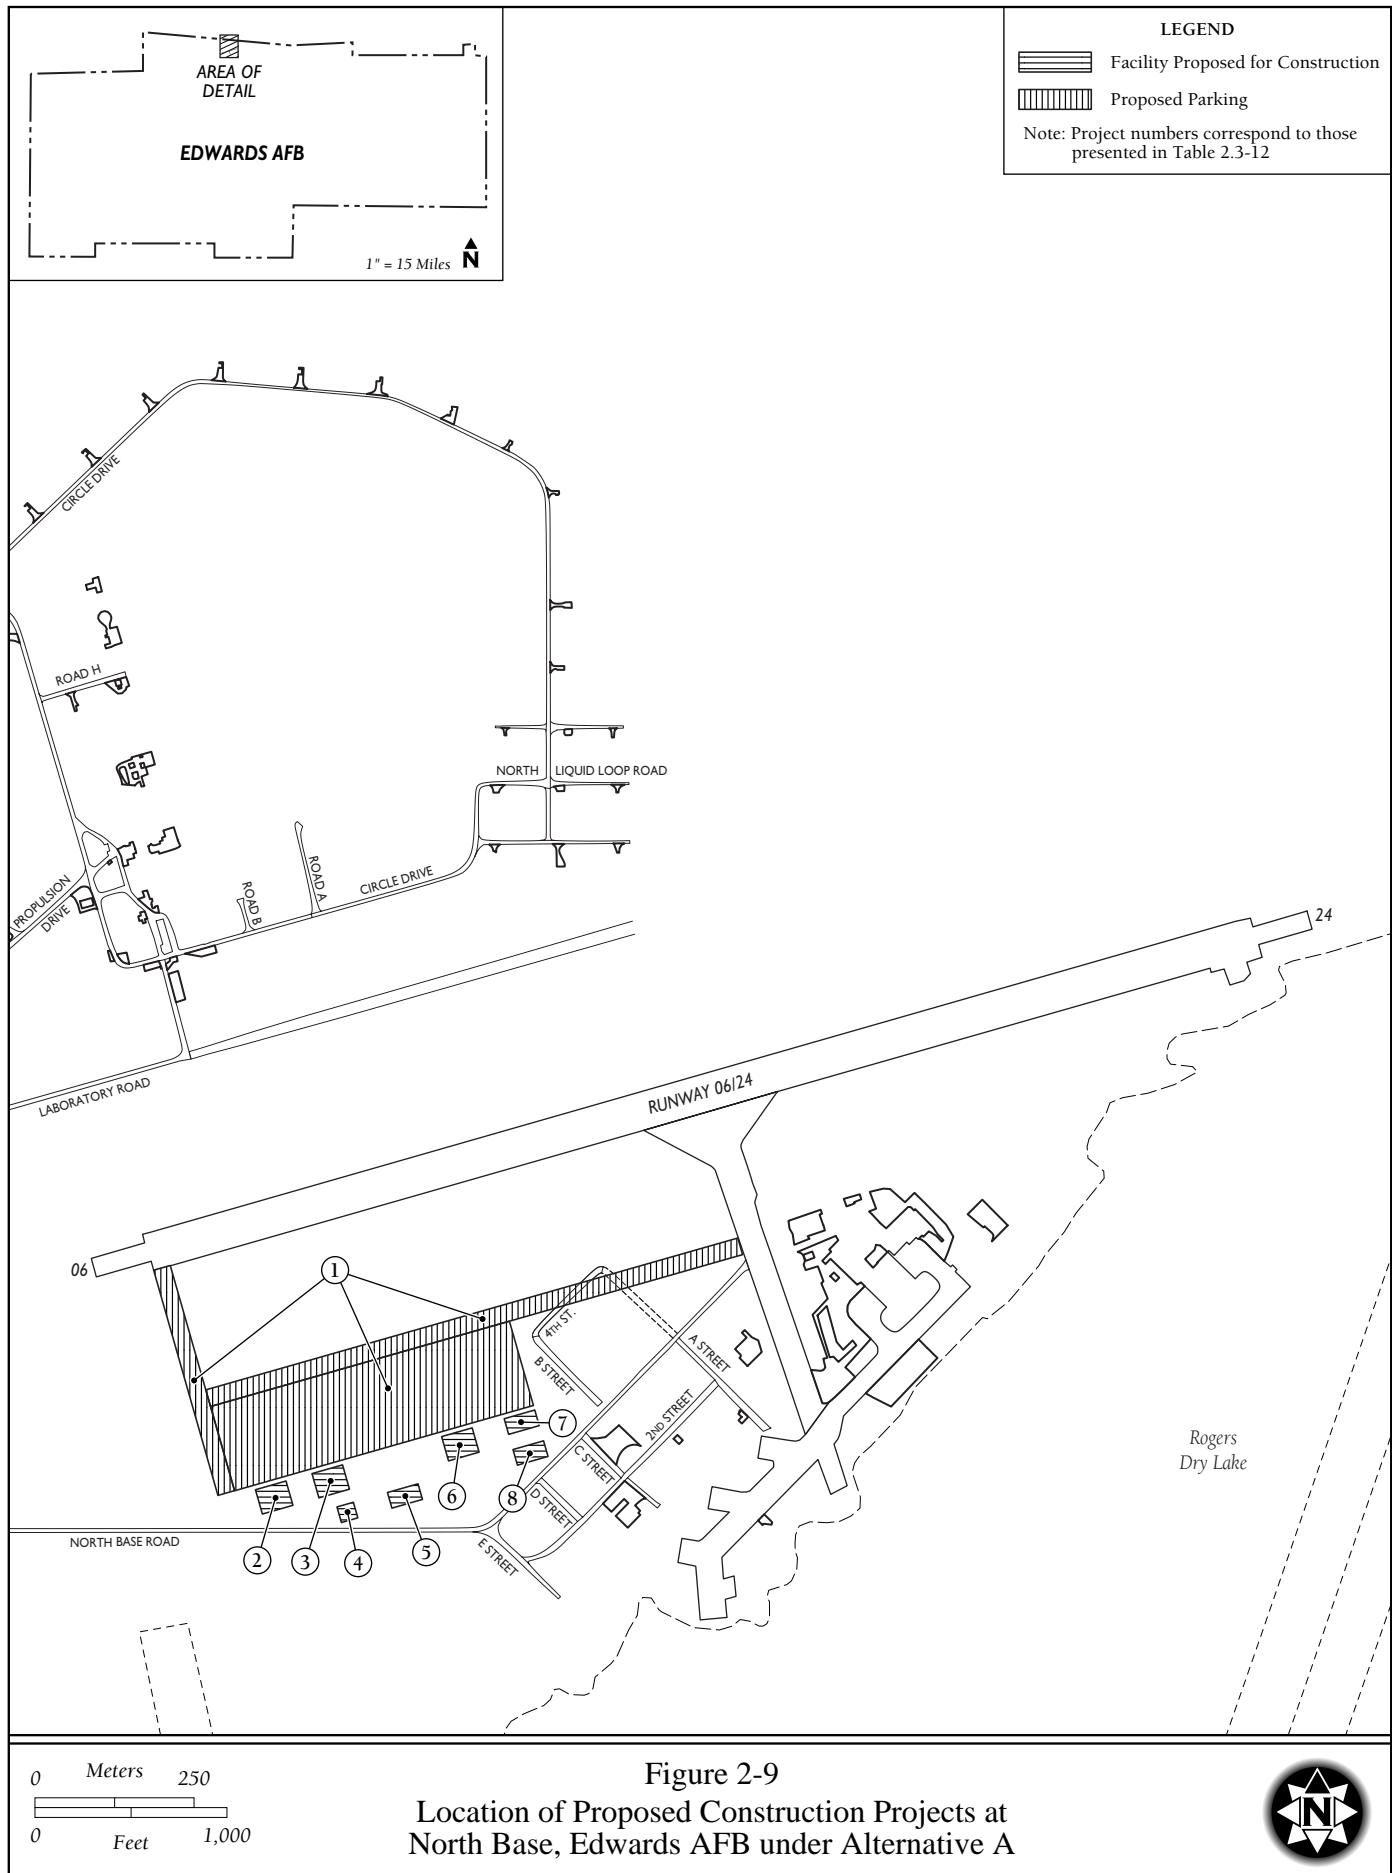 AREA OF
DETAIL
EDWARDS AFB
1" = 15 Miles
N
LEGEND
Facility Proposed for Construction
Proposed Parking
Note: Project numbers correspond to those
presented in Table 2.3-12
CIRCLE DRIVE
ROAD H
NORTH
LIQUID LOOP ROAD
PROPULSION
DRIVE
ROAD B
ROAD A
CIRCLE DRIVE
24
LABORATORY ROAD
RUNWAY 06/24
06
1
4TH ST.
B STREET
A STREET
2ND STREET
C STREET
D STREET
E STREET
7
6
8
NORTH BASE ROAD
2
3
4
5
Rogers
Dry Lake
0 Meters 250
0 Feet 1,000
Figure 2-9
Location of Proposed Construction Projects at
North Base, Edwards AFB under Alternative A
N